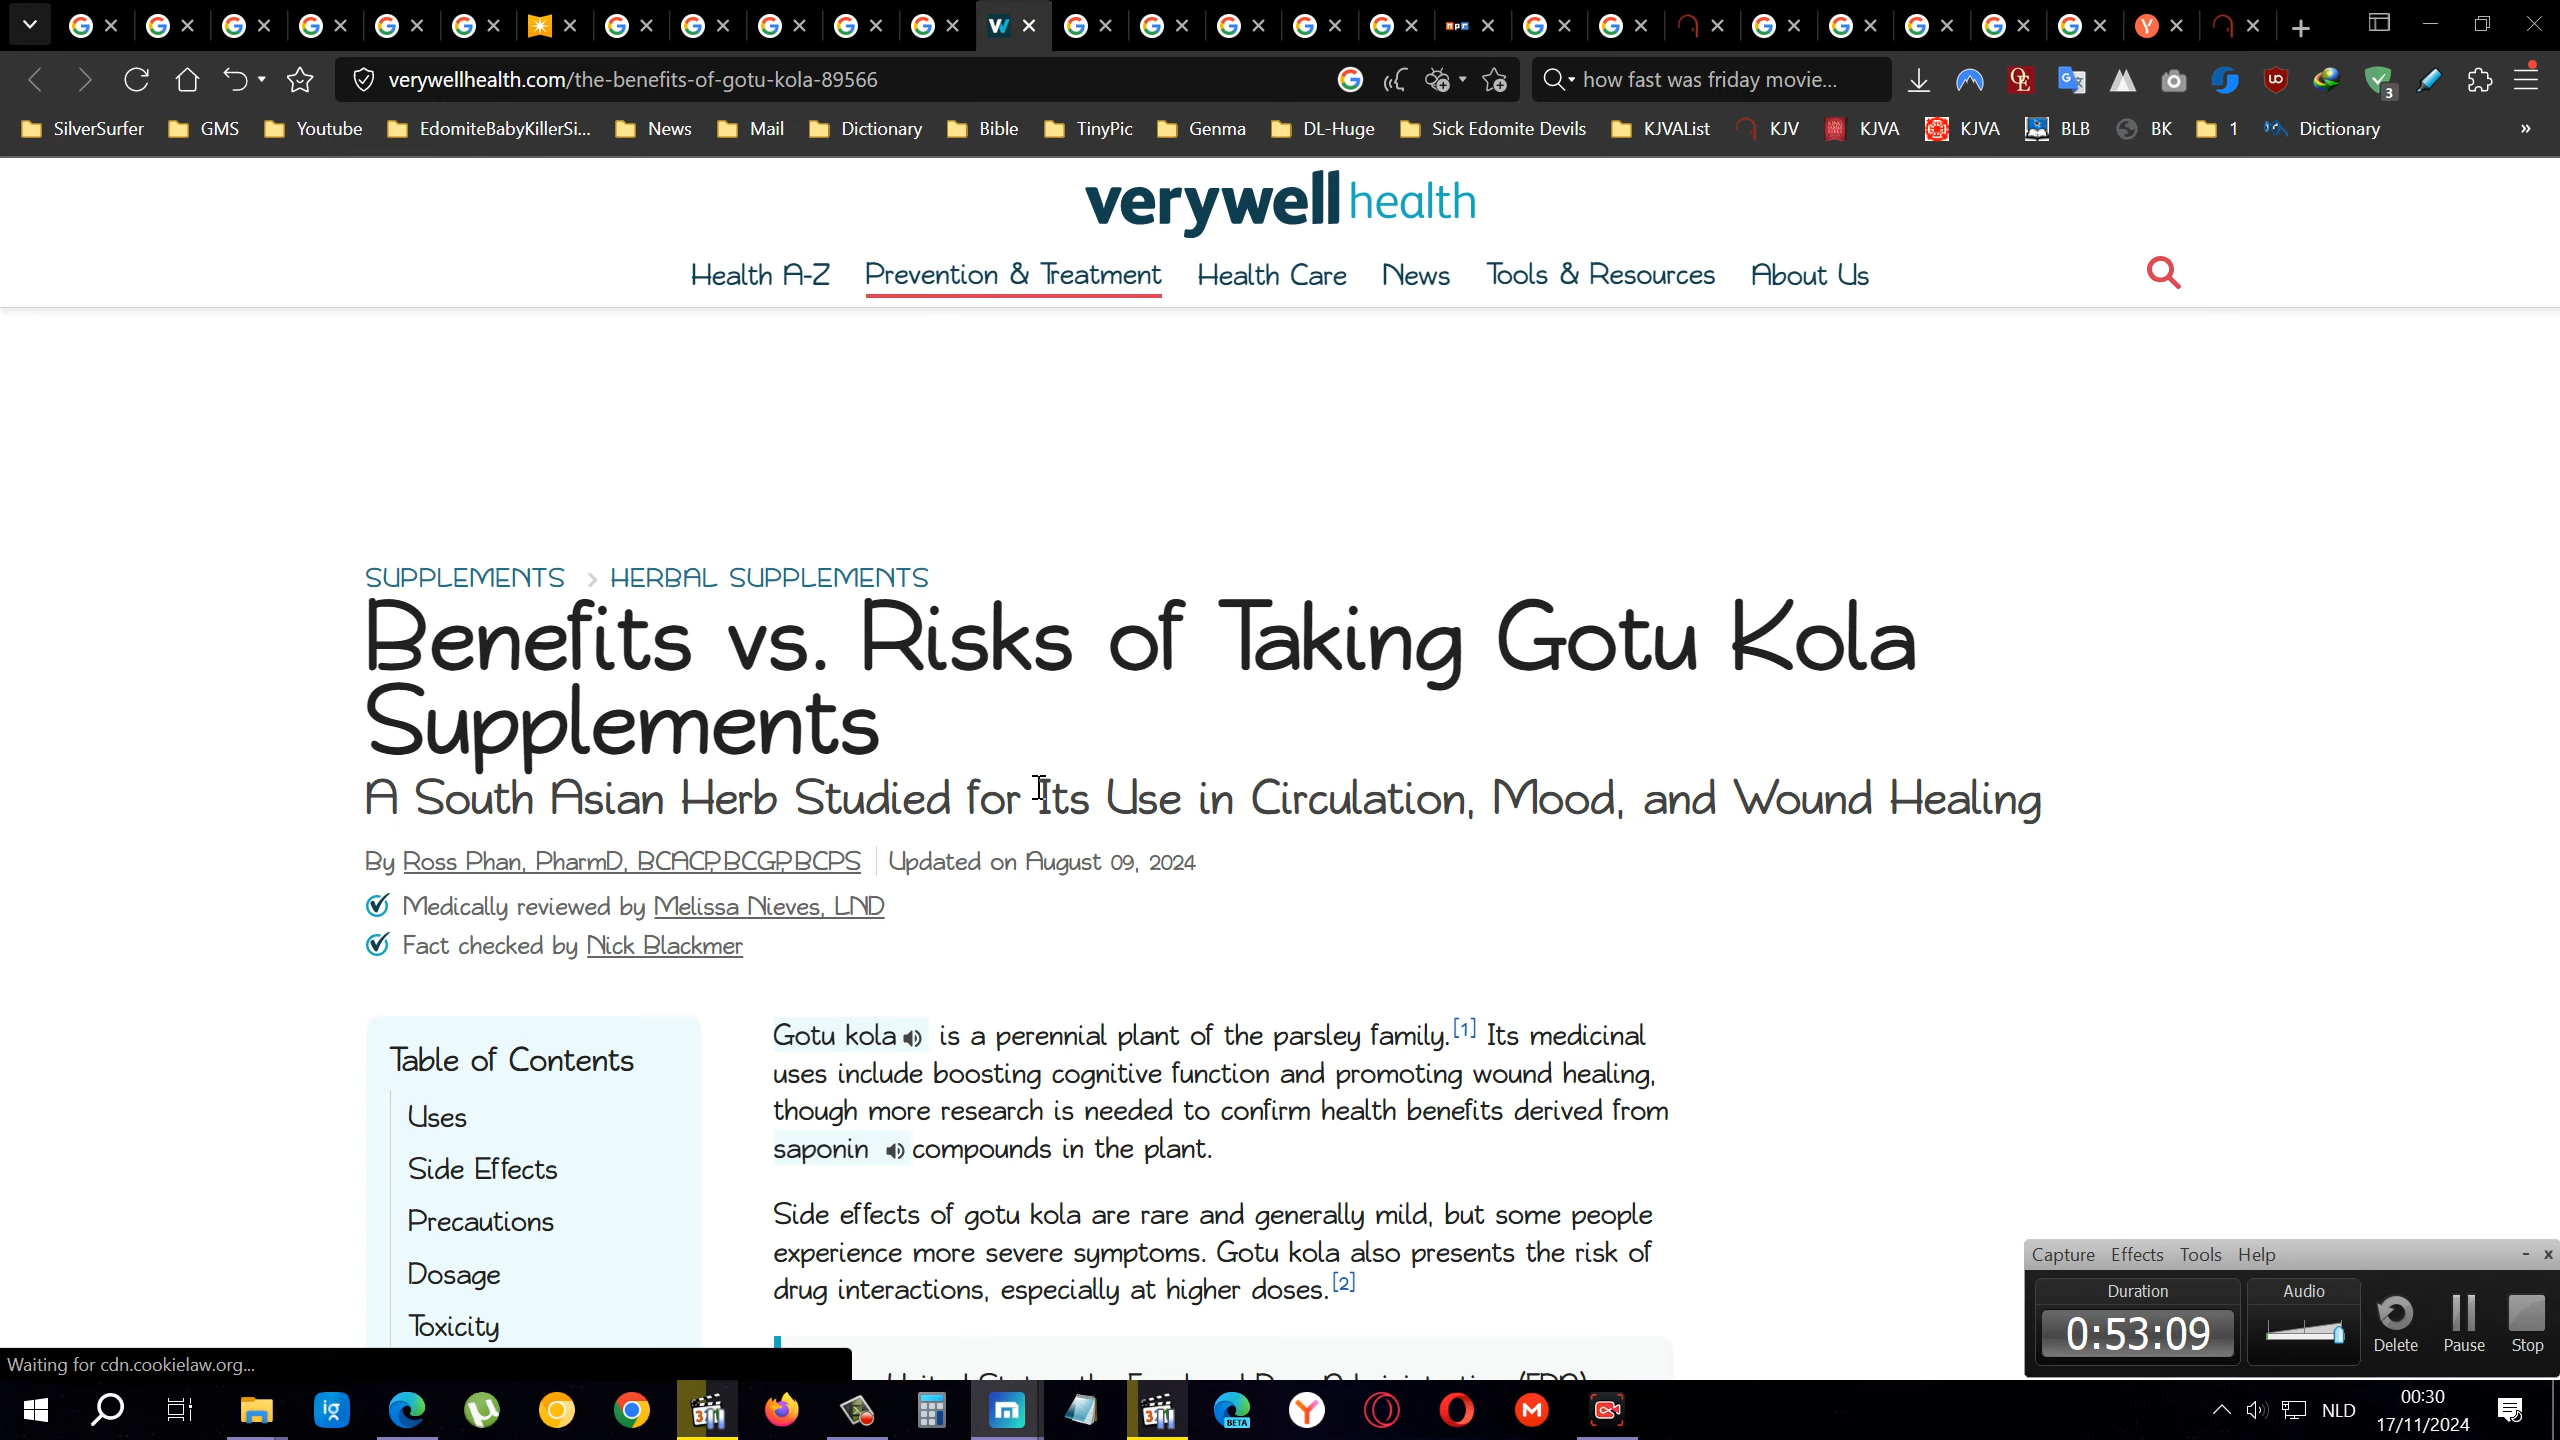 verywellhealth.com/the-benefits-of-gotu-kola-89566
how fast was friday movie...
3
SilverSurfer
GMS
Youtube
EdomiteBabyKillerSi...
News
Mail
Dictionary
Bible
TinyPic
Genma
DL-Huge
Sick Edomite Devils
KJVAList
KJV
KJVA
KJVA
BLB
BK
1
Dictionary
»
verywell health
Health A-Z
Prevention & Treatment
Health Care
News
Tools & Resources
About Us
SUPPLEMENTS > HERBAL SUPPLEMENTS
Benefits vs. Risks of Taking Gotu Kola
Supplements
A South Asian Herb Studied for Its Use in Circulation, Mood, and Wound Healing
By Ross Phan, PharmD, BCACP, BCGP, BCPS
Updated on August 09, 2024
Medically reviewed by Melissa Nieves, LND
Fact checked by Nick Blackmer
Table of Contents
Uses
Side Effects
Precautions
Dosage
Toxicity
Gotu kola is a perennial plant of the parsley family.[1] Its medicinal
uses include boosting cognitive function and promoting wound healing,
though more research is needed to confirm health benefits derived from
saponin compounds in the plant.
Side effects of gotu kola are rare and generally mild, but some people
experience more severe symptoms. Gotu kola also presents the risk of
drug interactions, especially at higher doses.[2]
Capture Effects Tools Help
Duration
0:53:09
Audio
Delete
Pause
Stop
Waiting for cdn.cookielaw.org...
NLD
00:30
17/11/2024